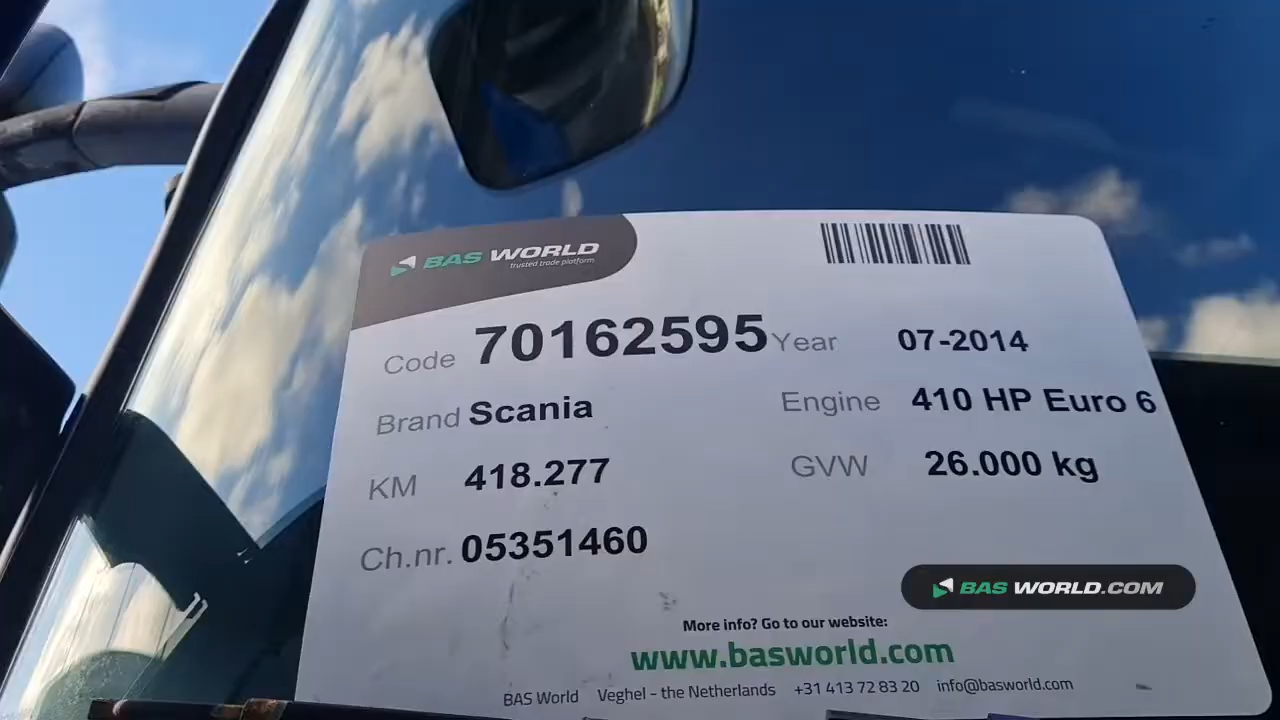 BAS WORLD
trusted trade platform
Code 70162595 Year 07-2014
Brand Scania Engine 410 HP Euro 6
KM 418.277 GVW 26.000 kg
Ch.nr. 05351460
BAS WORLD.COM
More info? Go to our website:
www.basworld.com
BAS World Veghel - the Netherlands +31 413 72 83 20 info@basworld.com